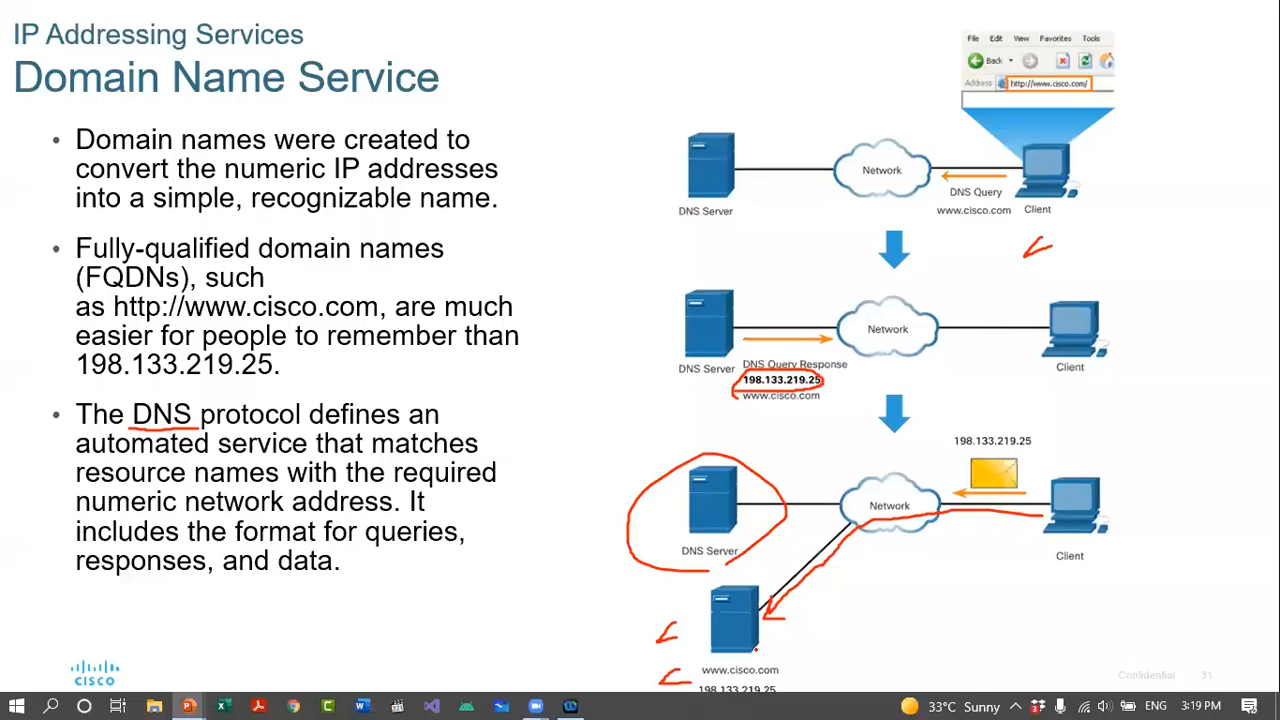 IP Addressing Services
Domain Name Service
• Domain names were created to
convert the numeric IP addresses
into a simple, recognizable name.
• Fully-qualified domain names
(FQDNs), such
as http://www.cisco.com, are much
easier for people to remember than
198.133.219.25.
• The DNS protocol defines an
automated service that matches
resource names with the required
numeric network address. It
includes the format for queries,
responses, and data.
File Edit View Favorites Tools
Back
Address http://www.cisco.com/
Network
DNS Query
DNS Server www.cisco.com Client
Network
DNS Query Response
DNS Server Client
198.133.219.25
www.cisco.com
198.133.219.25
Network
DNS Server Client
www.cisco.com
198.133.219.25
CISCO
Confidential 31
33°C Sunny 3:19 PM